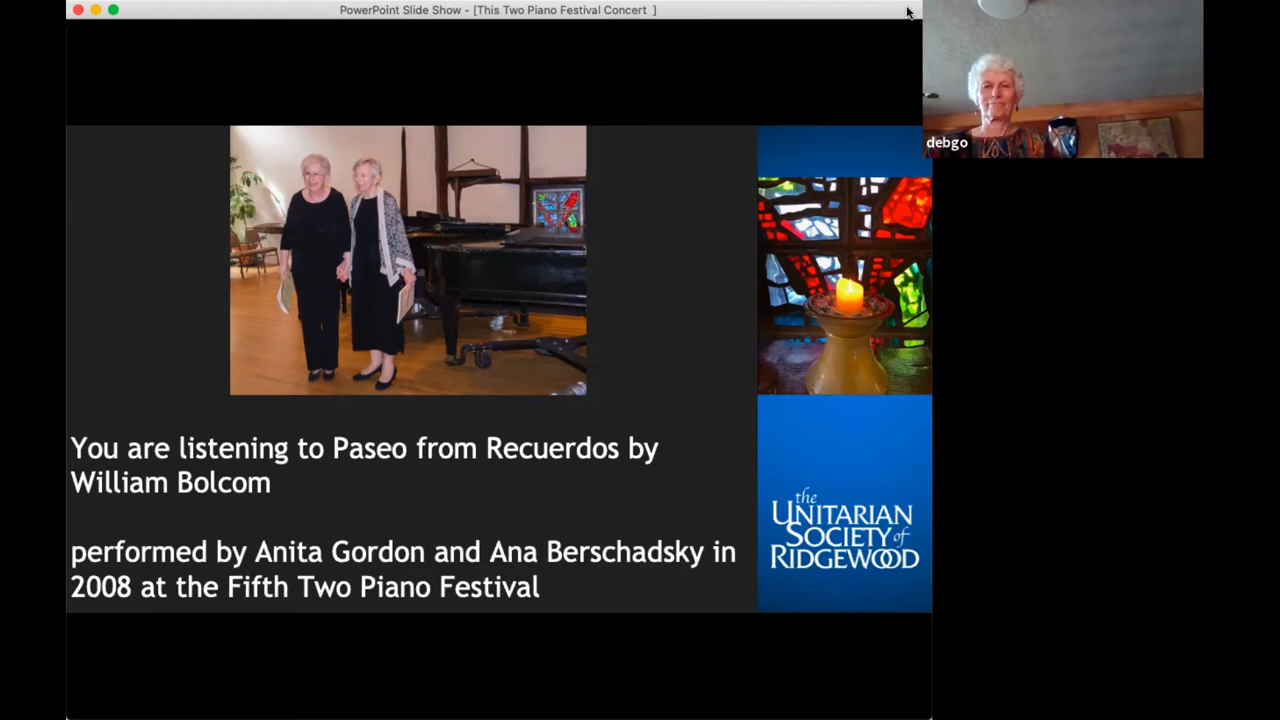 PowerPoint Slide Show - [This Two Piano Festival Concert  ]
debgo
You are listening to Paseo from Recuerdos by
William Bolcom
performed by Anita Gordon and Ana Berschadsky in
2008 at the Fifth Two Piano Festival
the
UNITARIAN
SOCIETY of
RIDGEWOOD